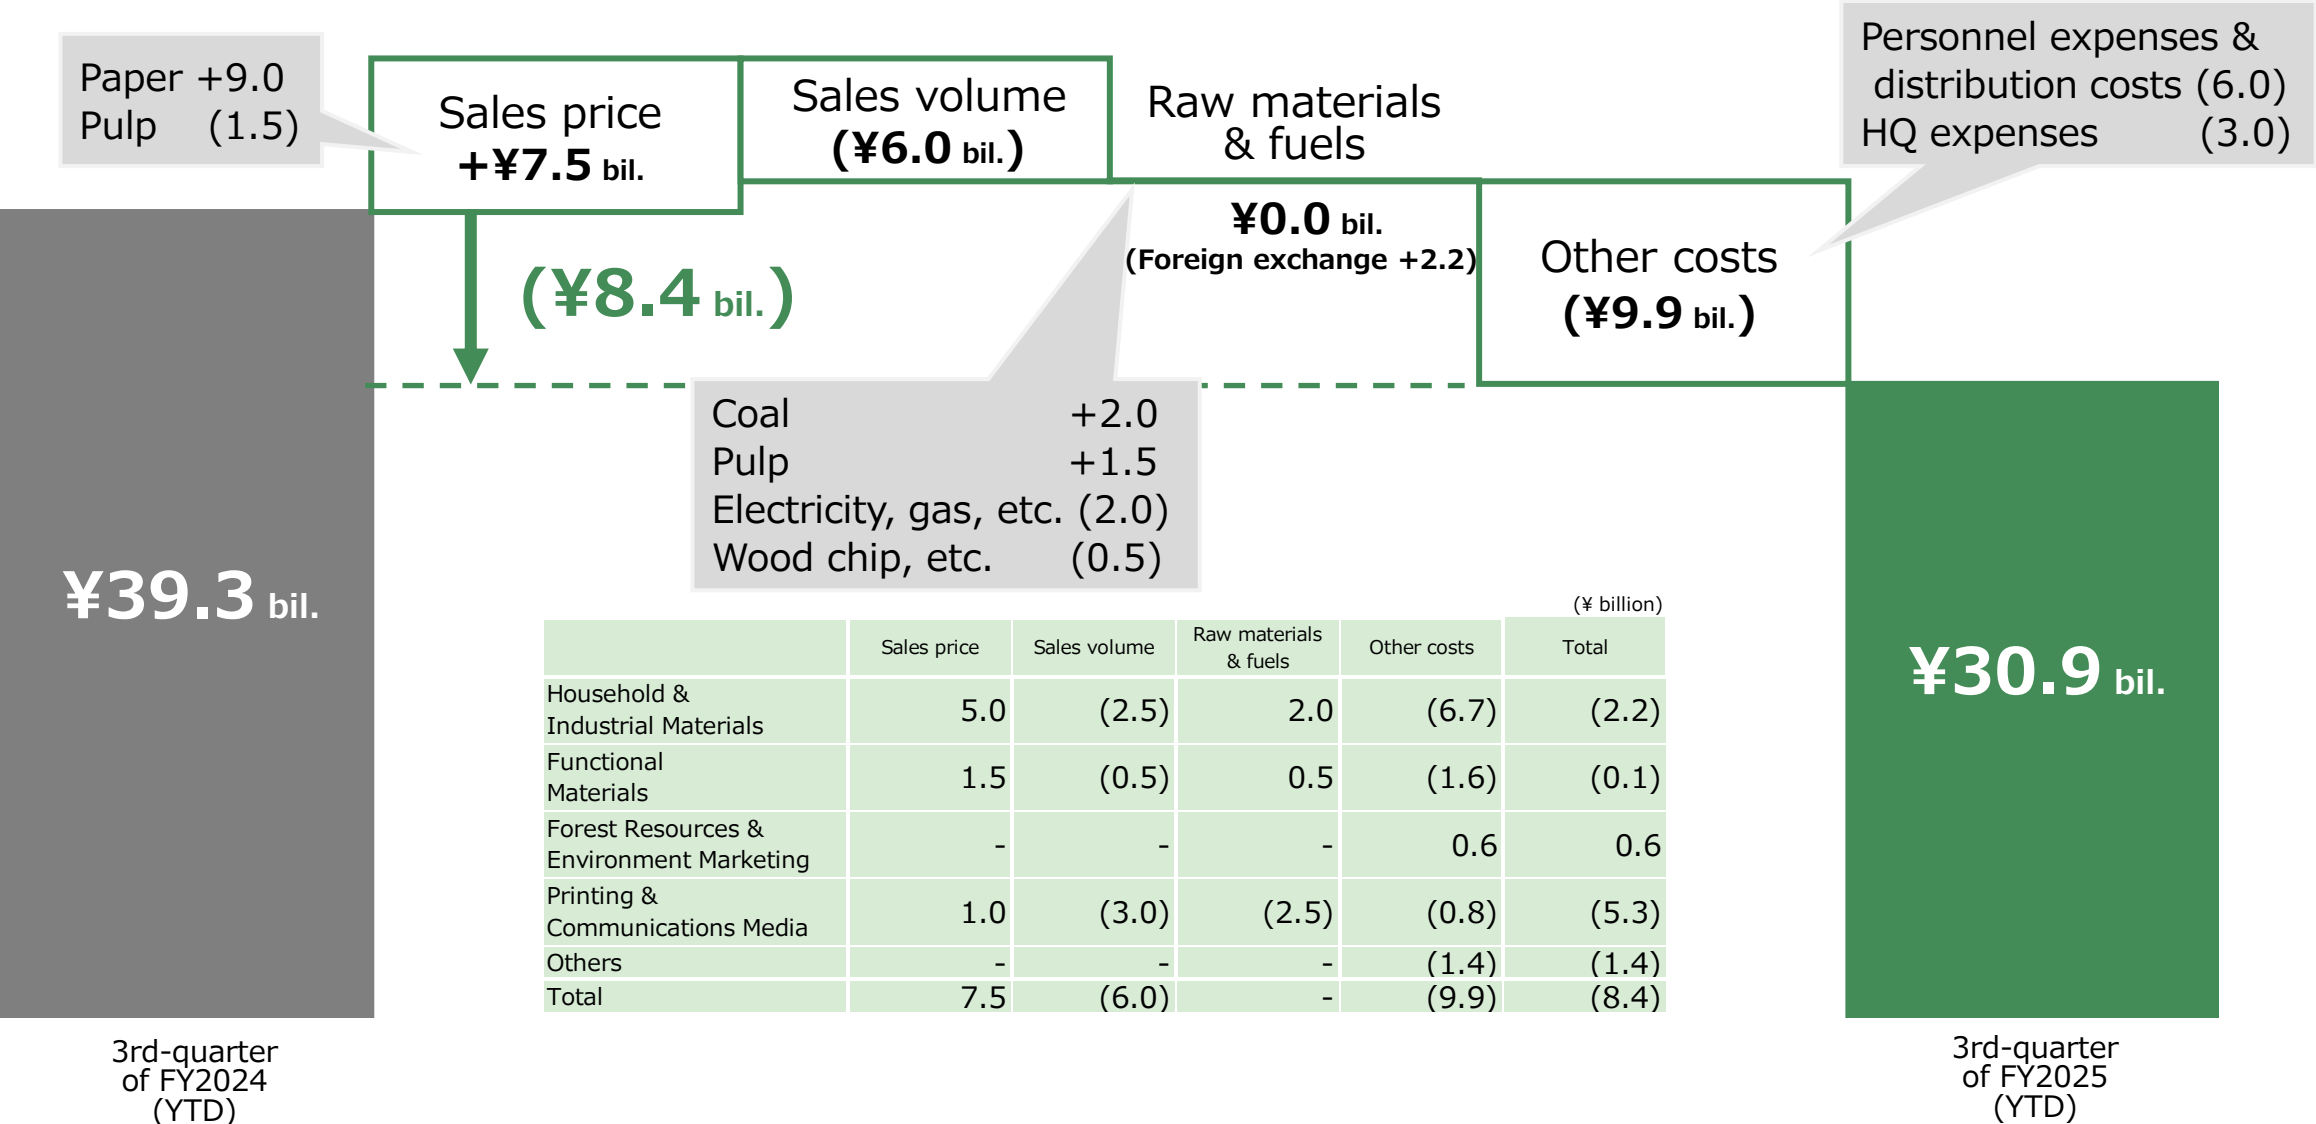 Paper +9.0
Pulp (1.5)
Sales price
+¥7.5 bil.
Sales volume
(¥6.0 bil.)
Raw materials
& fuels
¥0.0 bil.
(Foreign exchange +2.2)
Personnel expenses &
distribution costs (6.0)
HQ expenses (3.0)
Other costs
(¥9.9 bil.)
(¥8.4 bil.)
Coal +2.0
Pulp +1.5
Electricity, gas, etc. (2.0)
Wood chip, etc. (0.5)
¥39.3 bil.
¥30.9 bil.
(¥ billion)
Sales price Sales volume Raw materials & fuels Other costs Total
Household &
Industrial Materials 5.0 (2.5) 2.0 (6.7) (2.2)
Functional
Materials 1.5 (0.5) 0.5 (1.6) (0.1)
Forest Resources &
Environment Marketing - - - 0.6 0.6
Printing &
Communications Media 1.0 (3.0) (2.5) (0.8) (5.3)
Others - - - (1.4) (1.4)
Total 7.5 (6.0) - (9.9) (8.4)
3rd-quarter
of FY2024
(YTD)
3rd-quarter
of FY2025
(YTD)